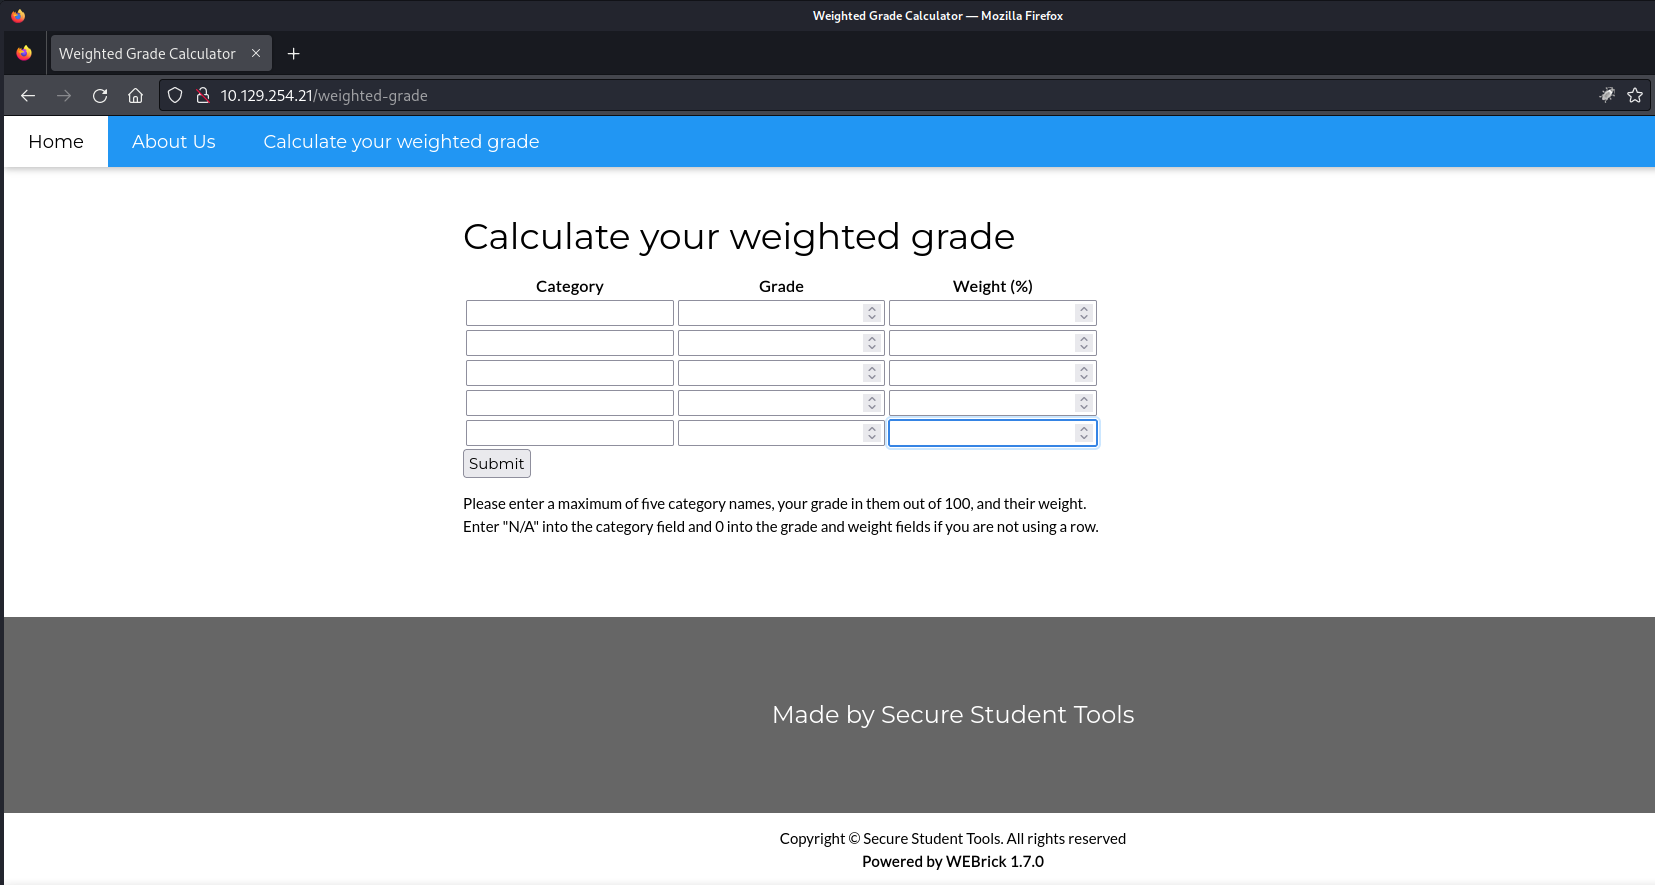 Weighted Grade Calculator — Mozilla Firefox
Weighted Grade Calculator
10.129.254.21/weighted-grade
Home About Us Calculate your weighted grade
Calculate your weighted grade
Category Grade Weight (%)
Submit
Please enter a maximum of five category names, your grade in them out of 100, and their weight.
Enter "N/A" into the category field and 0 into the grade and weight fields if you are not using a row.
Made by Secure Student Tools
Copyright © Secure Student Tools. All rights reserved
Powered by WEBrick 1.7.0